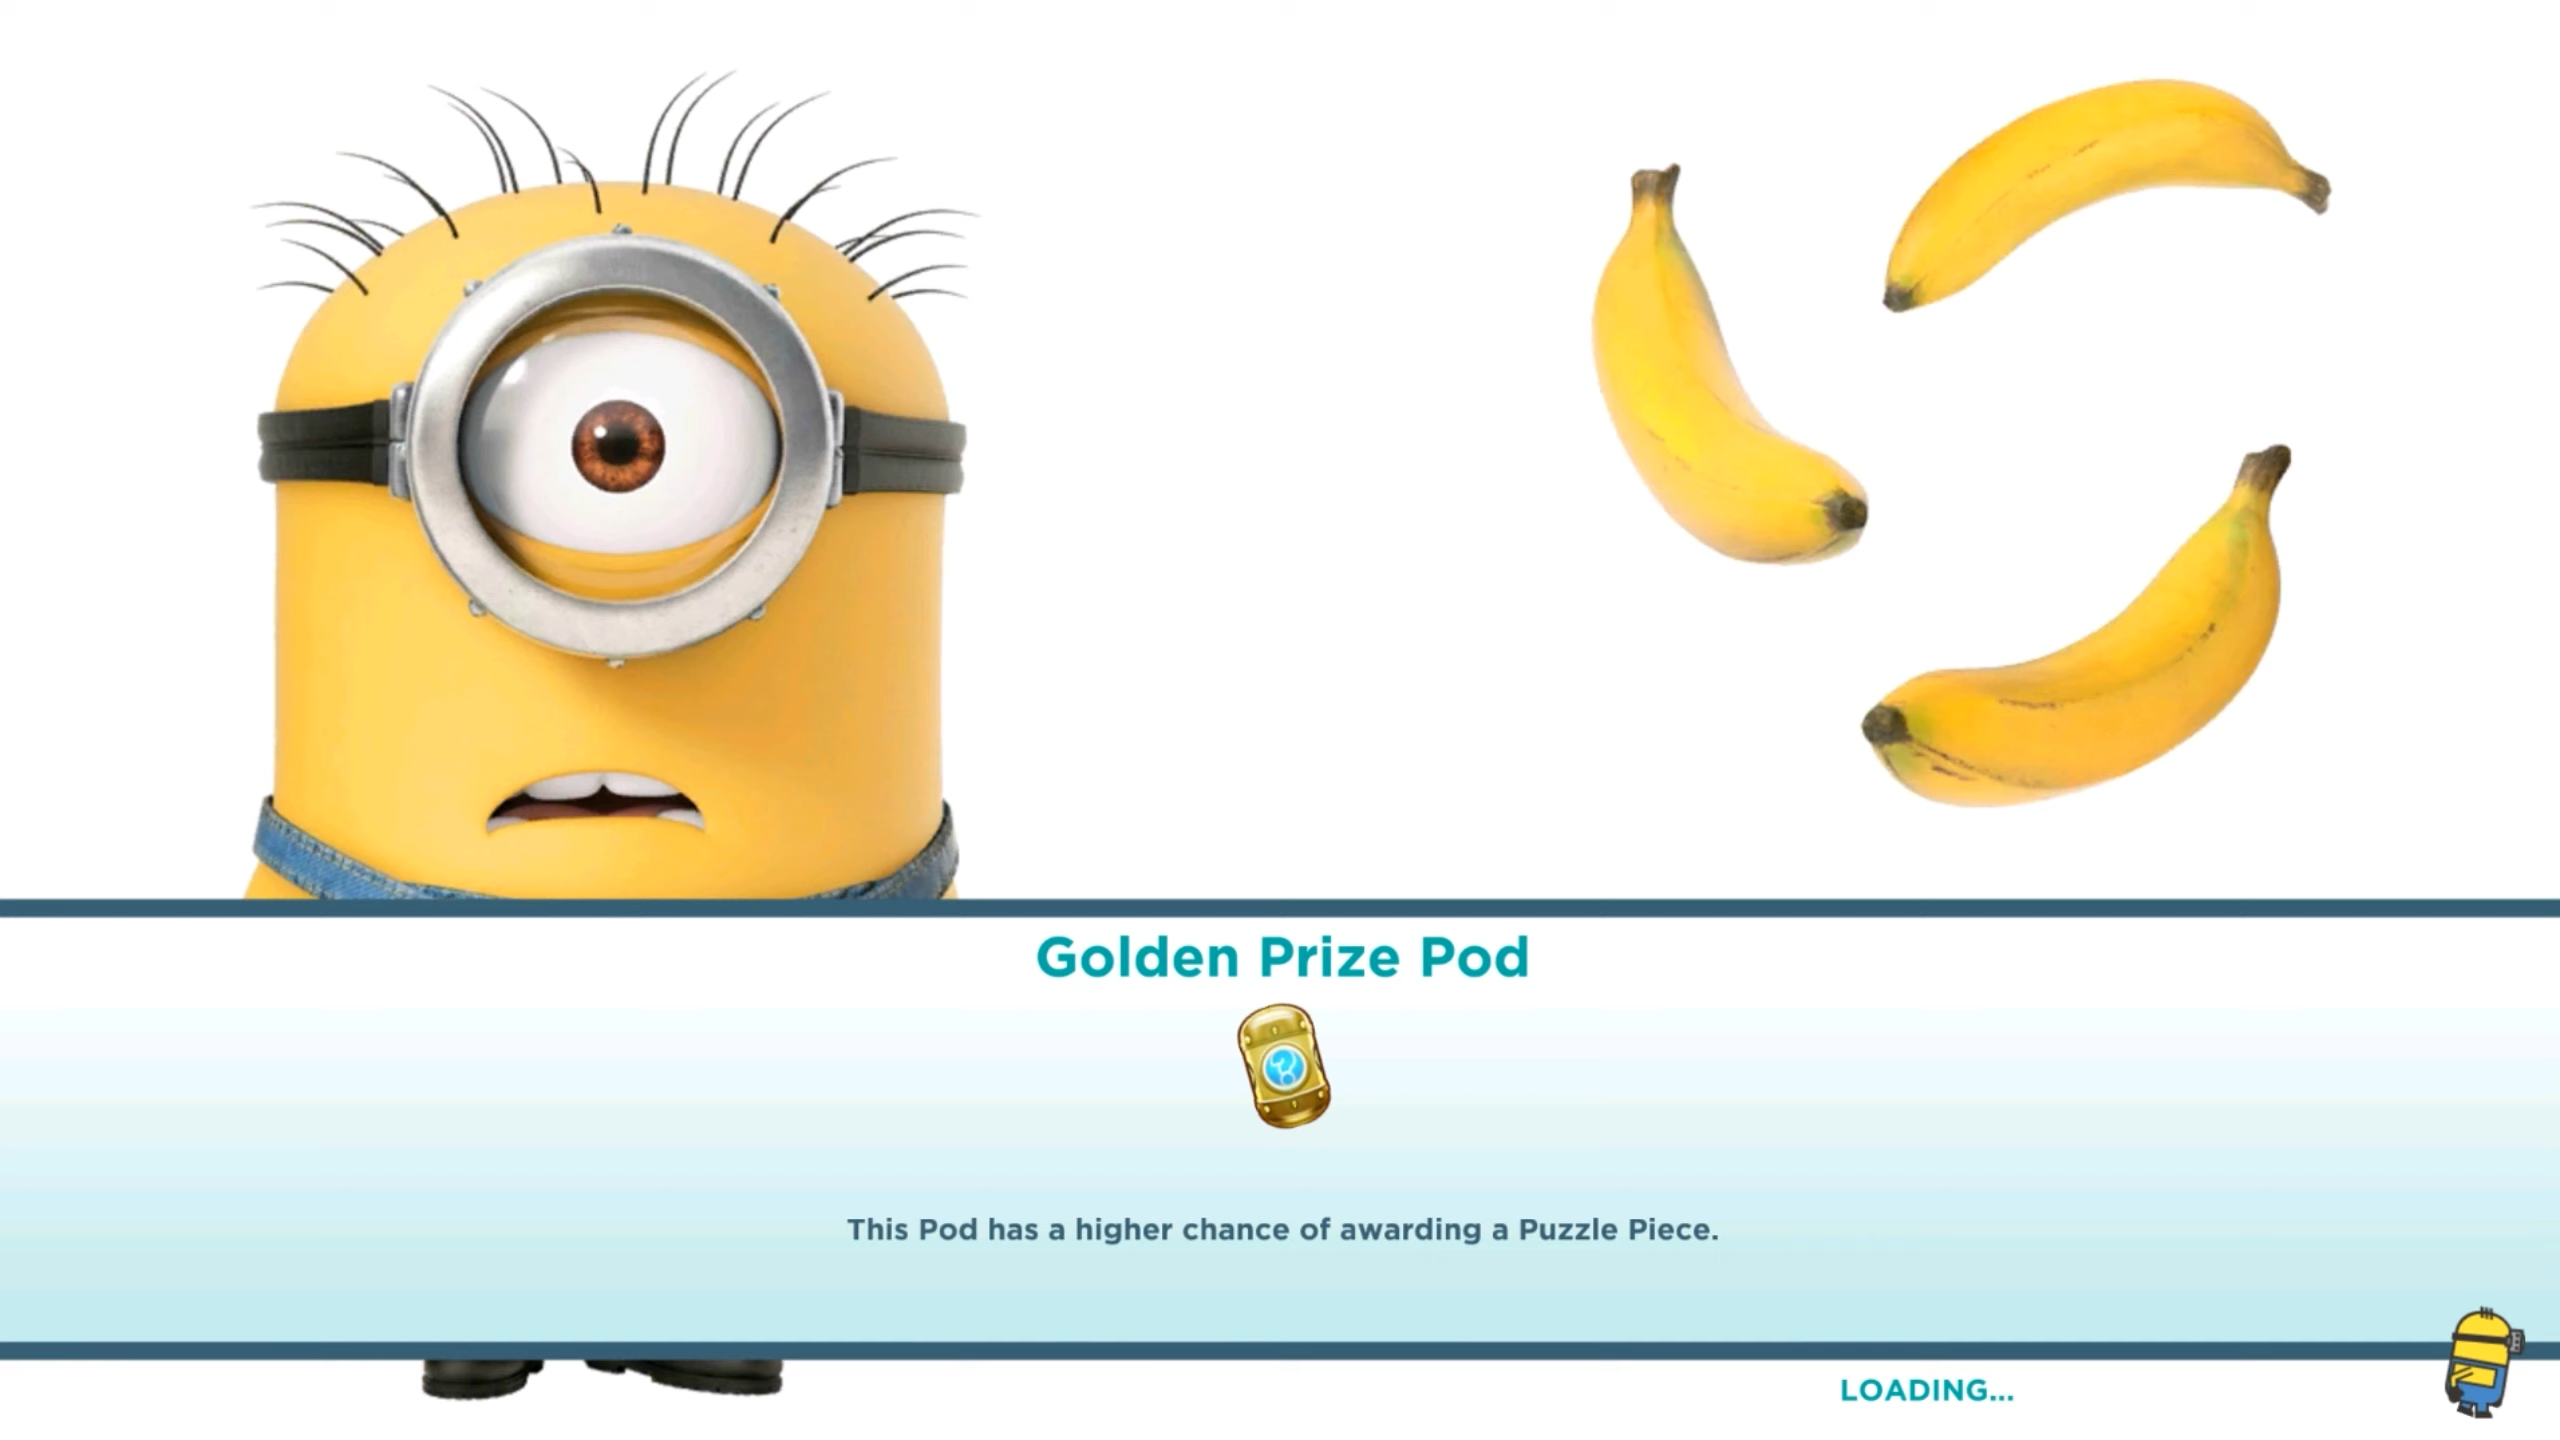 Golden Prize Pod
This Pod has a higher chance of awarding a Puzzle Piece.
LOADING...